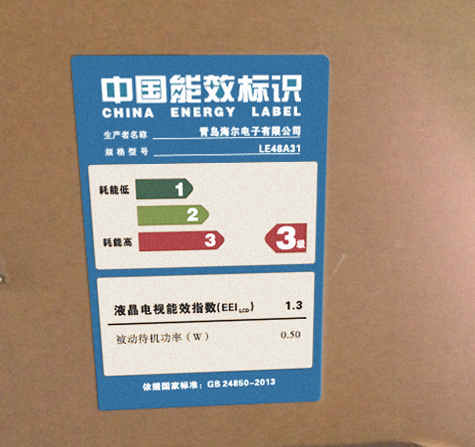 中国能效标识
CHINA ENERGY LABEL
生产者名称 青岛海尔电子有限公司
规格型号 LE48A31
耗能低 1
2
耗能高 3
3级
液晶电视能效指数(EEI LCD) 1.3
被动待机功率(W) 0.50
依据国家标准：GB 24850-2013